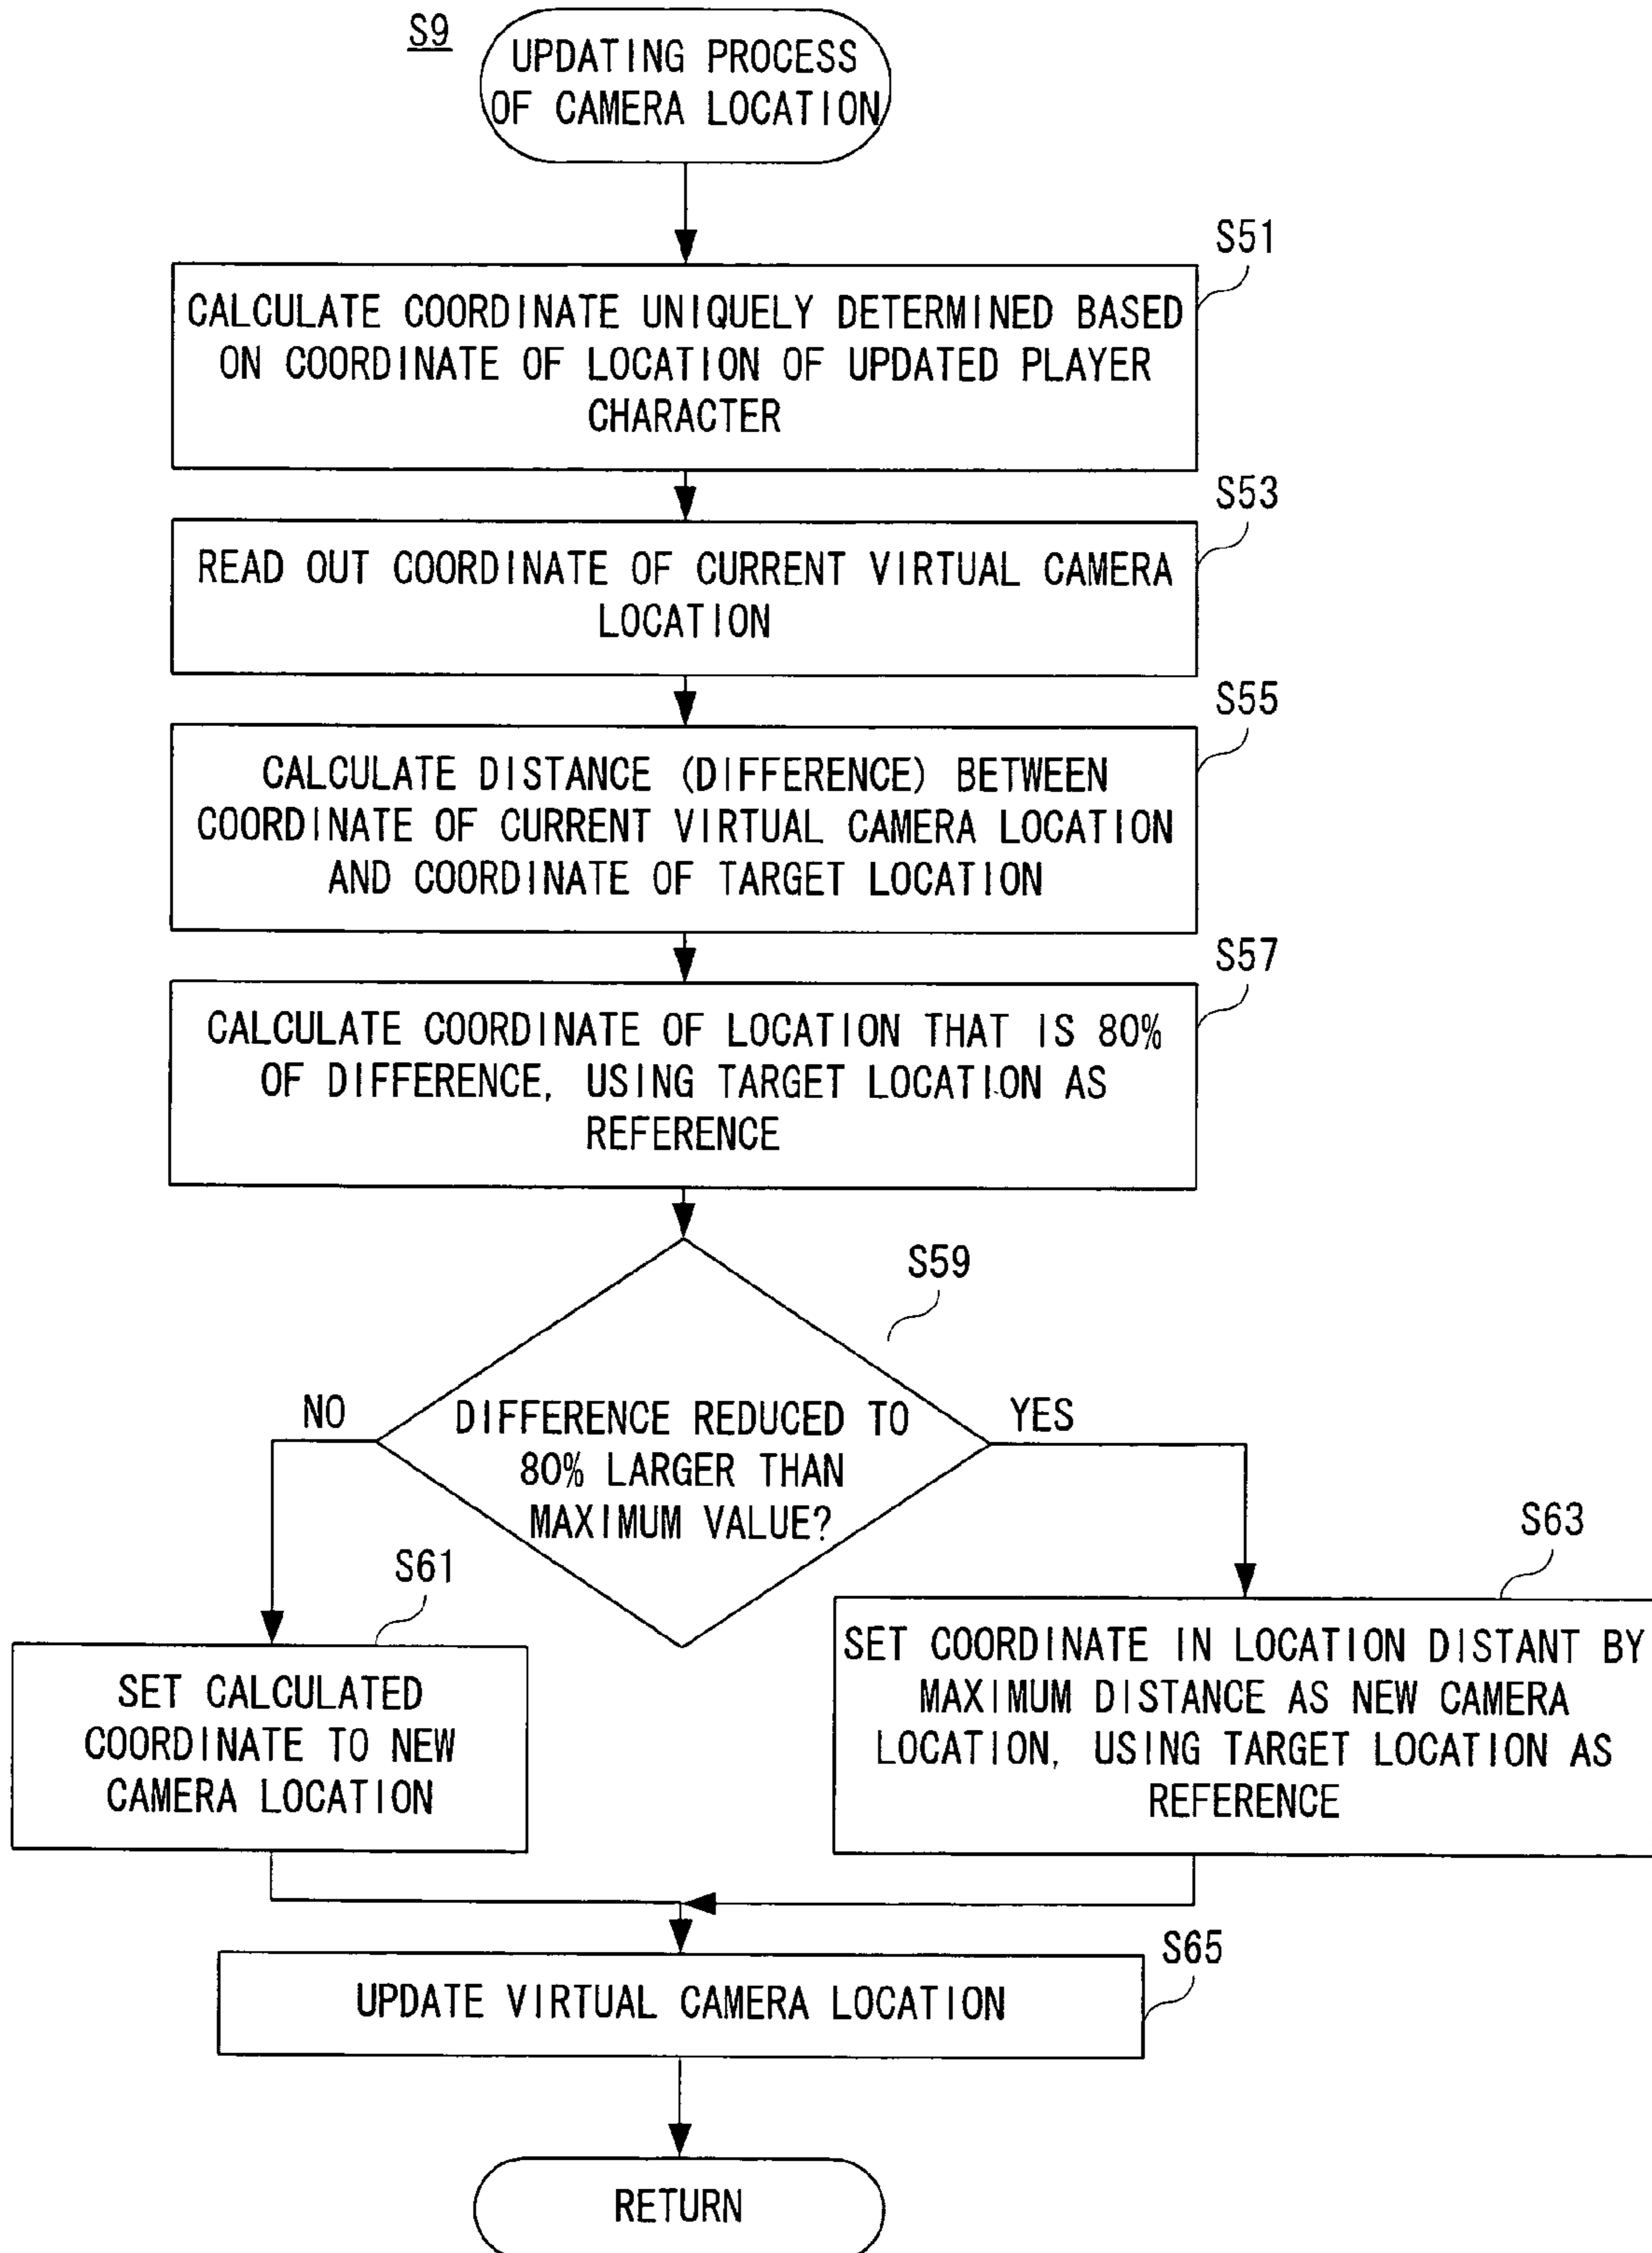 S9
UPDATING PROCESS
OF CAMERA LOCATION
S51
CALCULATE COORDINATE UNIQUELY DETERMINED BASED
ON COORDINATE OF LOCATION OF UPDATED PLAYER
CHARACTER
S53
READ OUT COORDINATE OF CURRENT VIRTUAL CAMERA
LOCATION
S55
CALCULATE DISTANCE (DIFFERENCE) BETWEEN
COORDINATE OF CURRENT VIRTUAL CAMERA LOCATION
AND COORDINATE OF TARGET LOCATION
S57
CALCULATE COORDINATE OF LOCATION THAT IS 80%
OF DIFFERENCE, USING TARGET LOCATION AS
REFERENCE
S59
NO
DIFFERENCE REDUCED TO
80% LARGER THAN
MAXIMUM VALUE?
YES
S61
SET CALCULATED
COORDINATE TO NEW
CAMERA LOCATION
S63
SET COORDINATE IN LOCATION DISTANT BY
MAXIMUM DISTANCE AS NEW CAMERA
LOCATION, USING TARGET LOCATION AS
REFERENCE
S65
UPDATE VIRTUAL CAMERA LOCATION
RETURN